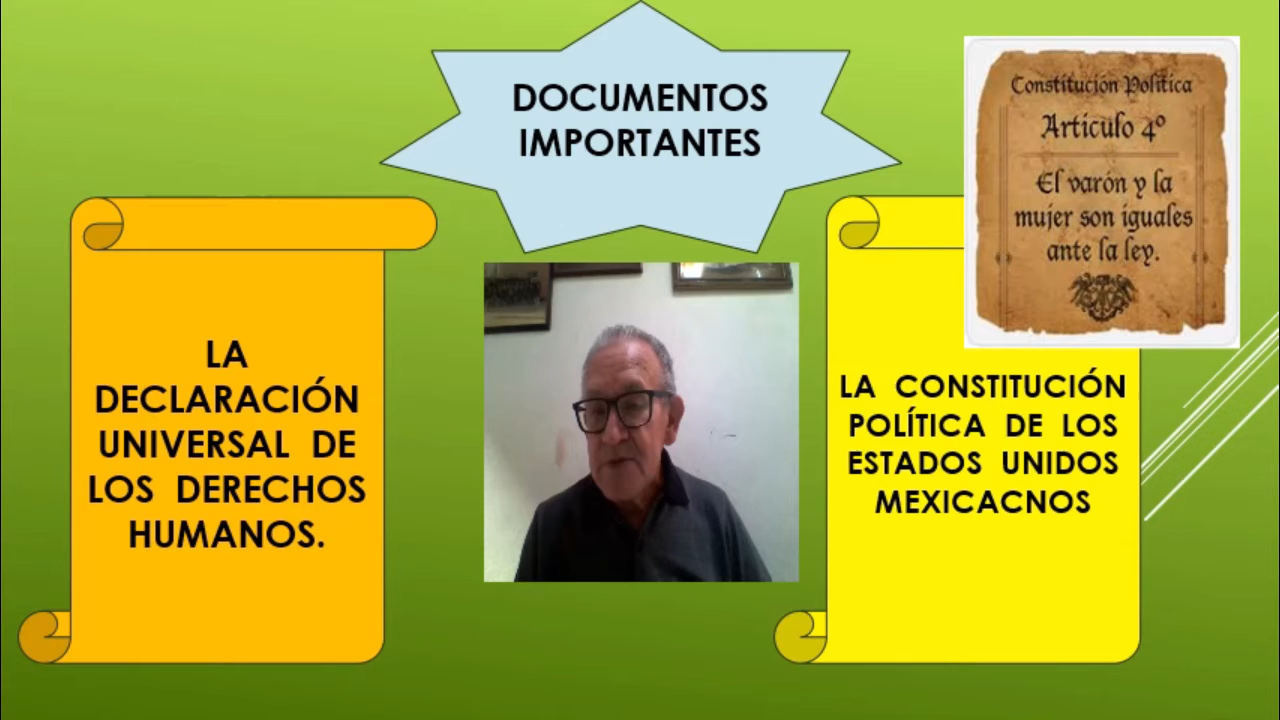 DOCUMENTOS
IMPORTANTES
Constitución Política
Artículo 4º
El varón y la
mujer son iguales
ante la ley.
LA
DECLARACIÓN
UNIVERSAL DE
LOS DERECHOS
HUMANOS.
LA CONSTITUCIÓN
POLÍTICA DE LOS
ESTADOS UNIDOS
MEXICACNOS